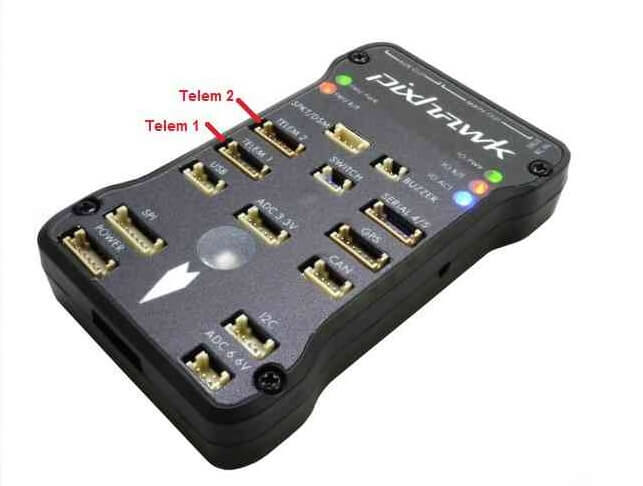 Telem 2
Telem 1
pixhawk
SPKT/DSM
TELEM 2
TELEM 1
USB
SWITCH
BUZZER
SPI
POWER
ADC 3.3V
SERIAL 4/5
GPS
CAN
I2C
ADC 6.6V